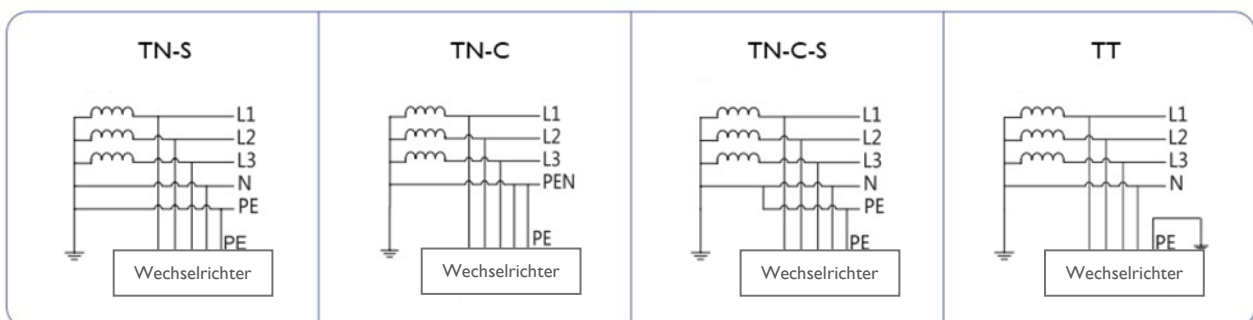 TN-S
L1
L2
L3
N
PE
PE
Wechselrichter
TN-C
L1
L2
L3
PEN
PE
Wechselrichter
TN-C-S
L1
L2
L3
N
PE
PE
Wechselrichter
TT
L1
L2
L3
N
PE
Wechselrichter